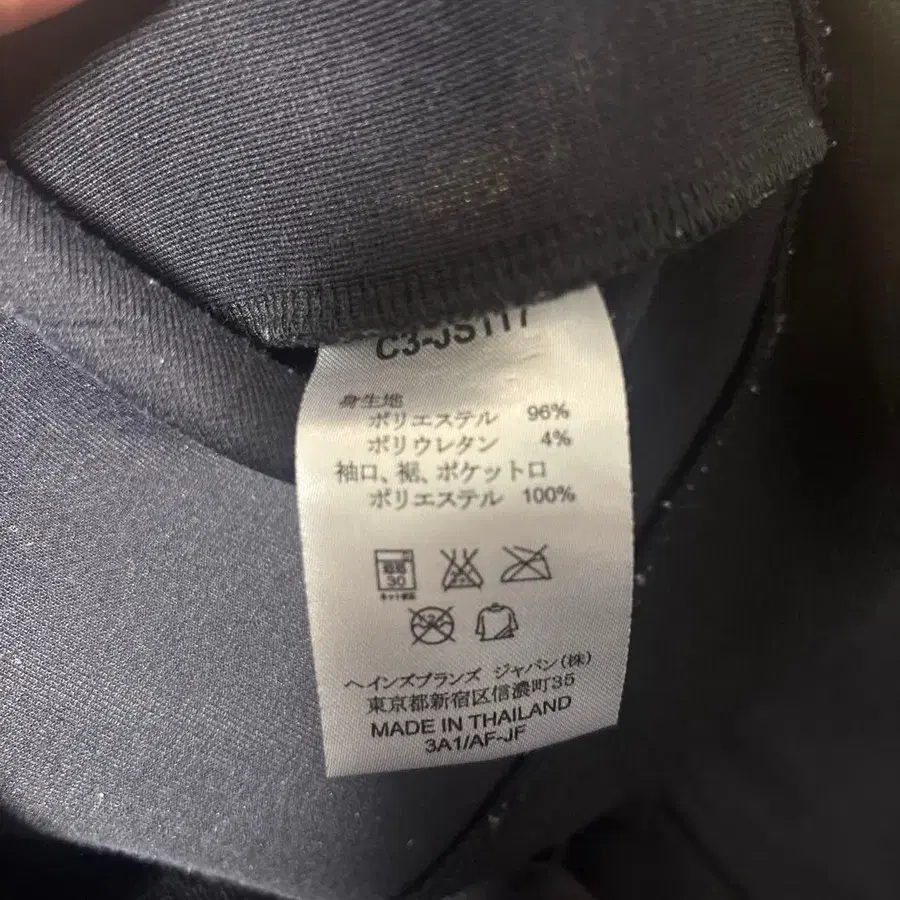 C3-JS117
身生地
ポリエステル 96%
ポリウレタン 4%
袖口、裾、ポケット口
ポリエステル 100%
30
ヘインズブランズ ジャパン(株)
東京都新宿区信濃町35
MADE IN THAILAND
3A1/AF-JF